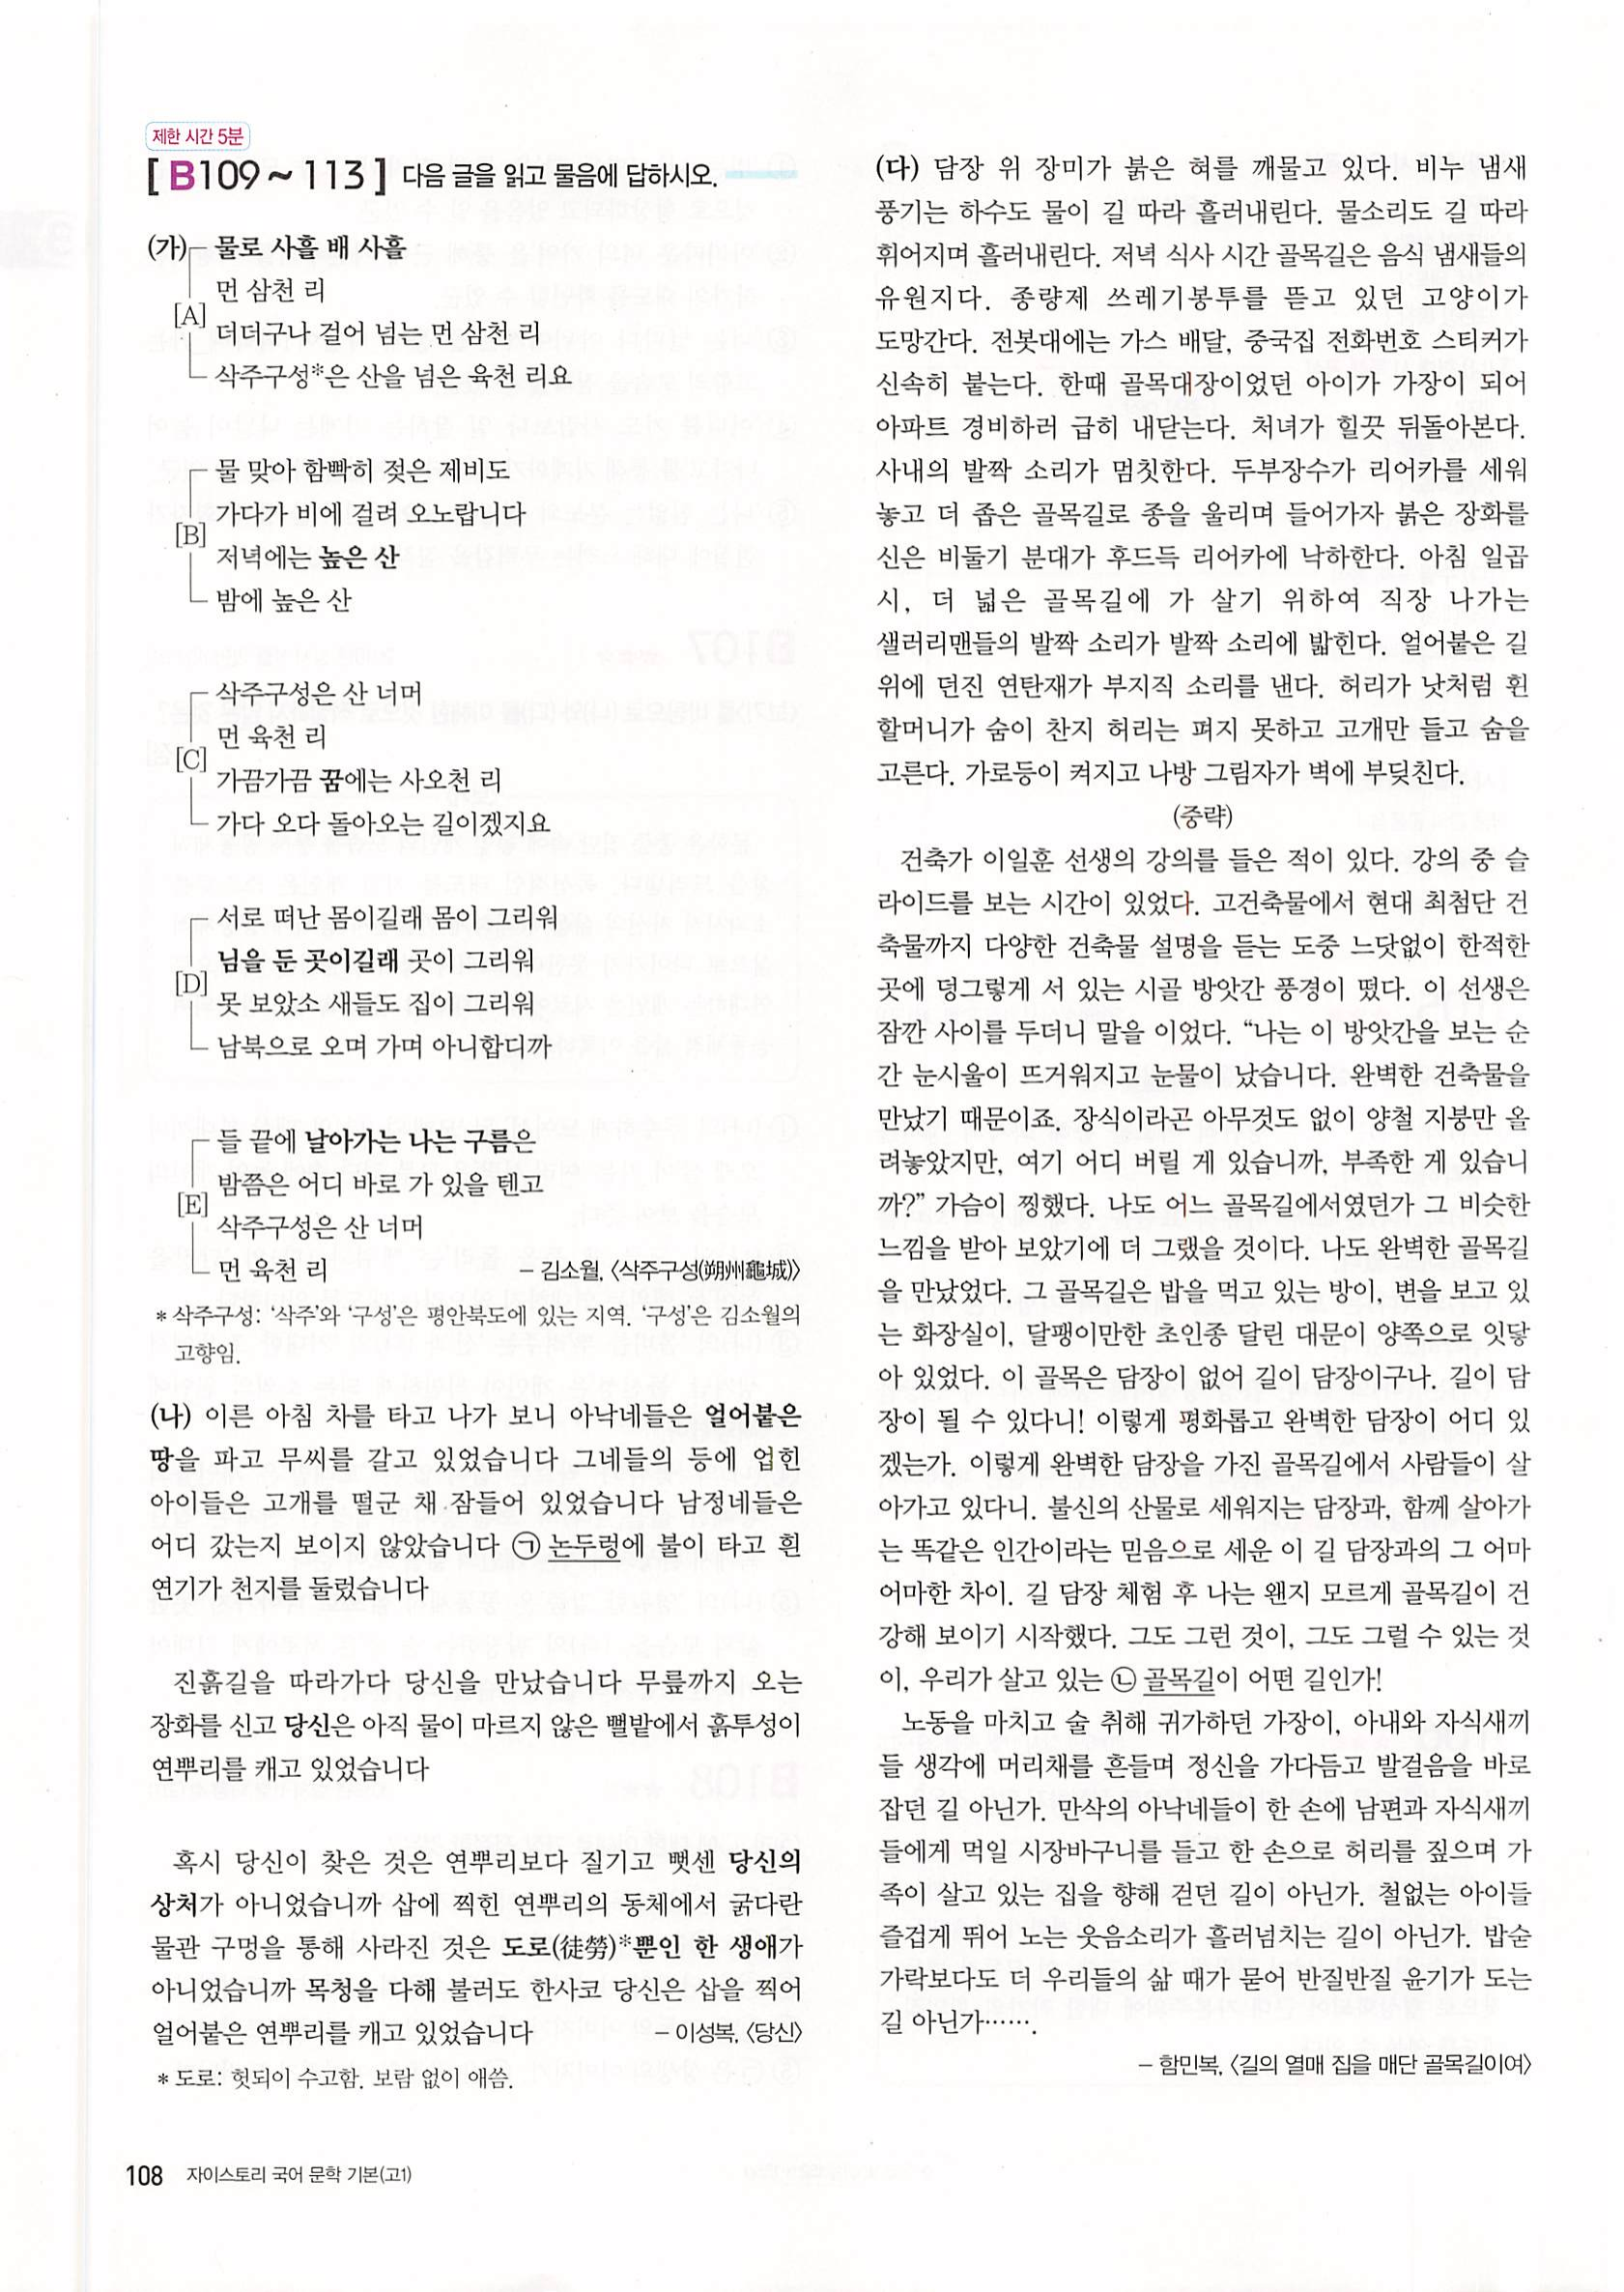 제한 시간 5분
[B109~113] 다음 글을 읽고 물음에 답하시오.
(가) 물로 사흘 배 사흘
먼 삼천 리
[A]
더더구나 걸어 넘는 먼 삼천 리
삭주구성*은 산을 넘은 육천 리요
물 맞아 함빡히 젖은 제비도
가다가 비에 걸려 오노랍니다
[B]
저녁에는 높은 산
밤에 높은 산
삭주구성은 산 너머
먼 육천 리
[C]
가끔가끔 꿈에는 사오천 리
가다 오다 돌아오는 길이겠지요
서로 떠난 몸이길래 몸이 그리워
님을 둔 곳이길래 곳이 그리워
[D]
못 보았소 새들도 집이 그리워
남북으로 오며 가며 아니합디까
들 끝에 날아가는 나는 구름은
밤쯤은 어디 바로 가 있을 텐고
[E]
삭주구성은 산 너머
먼 육천 리 – 김소월, 〈삭주구성(朔州龜城)〉
* 삭주구성: ‘삭주’와 ‘구성’은 평안북도에 있는 지역. ‘구성’은 김소월의
고향임.
(나) 이른 아침 차를 타고 나가 보니 아낙네들은 얼어붙은
땅을 파고 무씨를 갈고 있었습니다 그네들의 등에 업힌
아이들은 고개를 떨군 채 잠들어 있었습니다 남정네들은
어디 갔는지 보이지 않았습니다 ㉠ 논두렁에 불이 타고 흰
연기가 천지를 둘렀습니다
진흙길을 따라가다 당신을 만났습니다 무릎까지 오는
장화를 신고 당신은 아직 물이 마르지 않은 뻘밭에서 흙투성이
연뿌리를 캐고 있었습니다
혹시 당신이 찾은 것은 연뿌리보다 질기고 뻣센 당신의
상처가 아니었습니까 삽에 찍힌 연뿌리의 동체에서 굵다란
물관 구멍을 통해 사라진 것은 도로(徒勞)*뿐인 한 생애가
아니었습니까 목청을 다해 불러도 한사코 당신은 삽을 찍어
얼어붙은 연뿌리를 캐고 있었습니다 – 이성복, 〈당신〉
* 도로: 헛되이 수고함. 보람 없이 애씀.
108 자이스토리 국어 문학 기본(고1)
(다) 담장 위 장미가 붉은 혀를 깨물고 있다. 비누 냄새
풍기는 하수도 물이 길 따라 흘러내린다. 물소리도 길 따라
휘어지며 흘러내린다. 저녁 식사 시간 골목길은 음식 냄새들의
유원지다. 종량제 쓰레기봉투를 뜯고 있던 고양이가
도망간다. 전봇대에는 가스 배달, 중국집 전화번호 스티커가
신속히 붙는다. 한때 골목대장이었던 아이가 가장이 되어
아파트 경비하러 급히 내닫는다. 처녀가 힐끗 뒤돌아본다.
사내의 발짝 소리가 멈칫한다. 두부장수가 리어카를 세워
놓고 더 좁은 골목길로 종을 울리며 들어가자 붉은 장화를
신은 비둘기 분대가 후드득 리어카에 낙하한다. 아침 일곱
시, 더 넓은 골목길에 가 살기 위하여 직장 나가는
샐러리맨들의 발짝 소리가 발짝 소리에 밟힌다. 얼어붙은 길
위에 던진 연탄재가 부지직 소리를 낸다. 허리가 낫처럼 휜
할머니가 숨이 찬지 허리는 펴지 못하고 고개만 들고 숨을
고른다. 가로등이 켜지고 나방 그림자가 벽에 부딪친다.
(중략)
건축가 이일훈 선생의 강의를 들은 적이 있다. 강의 중 슬
라이드를 보는 시간이 있었다. 고건축물에서 현대 최첨단 건
축물까지 다양한 건축물 설명을 듣는 도중 느닷없이 한적한
곳에 덩그렇게 서 있는 시골 방앗간 풍경이 떴다. 이 선생은
잠깐 사이를 두더니 말을 이었다. “나는 이 방앗간을 보는 순
간 눈시울이 뜨거워지고 눈물이 났습니다. 완벽한 건축물을
만났기 때문이죠. 장식이라곤 아무것도 없이 양철 지붕만 올
려놓았지만, 여기 어디 버릴 게 있습니까, 부족한 게 있습니
까?” 가슴이 찡했다. 나도 어느 골목길에서였던가 그 비슷한
느낌을 받아 보았기에 더 그랬을 것이다. 나도 완벽한 골목길
을 만났었다. 그 골목길은 밥을 먹고 있는 방이, 변을 보고 있
는 화장실이, 달팽이만한 초인종 달린 대문이 양쪽으로 잇닿
아 있었다. 이 골목은 담장이 없어 길이 담장이구나. 길이 담
장이 될 수 있다니! 이렇게 평화롭고 완벽한 담장이 어디 있
겠는가. 이렇게 완벽한 담장을 가진 골목길에서 사람들이 살
아가고 있다니. 불신의 산물로 세워지는 담장과, 함께 살아가
는 똑같은 인간이라는 믿음으로 세운 이 길 담장과의 그 어마
어마한 차이. 길 담장 체험 후 나는 왠지 모르게 골목길이 건
강해 보이기 시작했다. 그도 그런 것이, 그도 그럴 수 있는 것
이, 우리가 살고 있는 ㉡ 골목길이 어떤 길인가!
노동을 마치고 술 취해 귀가하던 가장이, 아내와 자식새끼
들 생각에 머리채를 흔들며 정신을 가다듬고 발걸음을 바로
잡던 길 아닌가. 만삭의 아낙네들이 한 손에 남편과 자식새끼
들에게 먹일 시장바구니를 들고 한 손으로 허리를 짚으며 가
족이 살고 있는 집을 향해 걷던 길이 아닌가. 철없는 아이들
즐겁게 뛰어 노는 웃음소리가 흘러넘치는 길이 아닌가. 밥숟
가락보다도 더 우리들의 삶 때가 묻어 반질반질 윤기가 도는
길 아닌가…….
– 함민복, 〈길의 열매 집을 매단 골목길이여〉